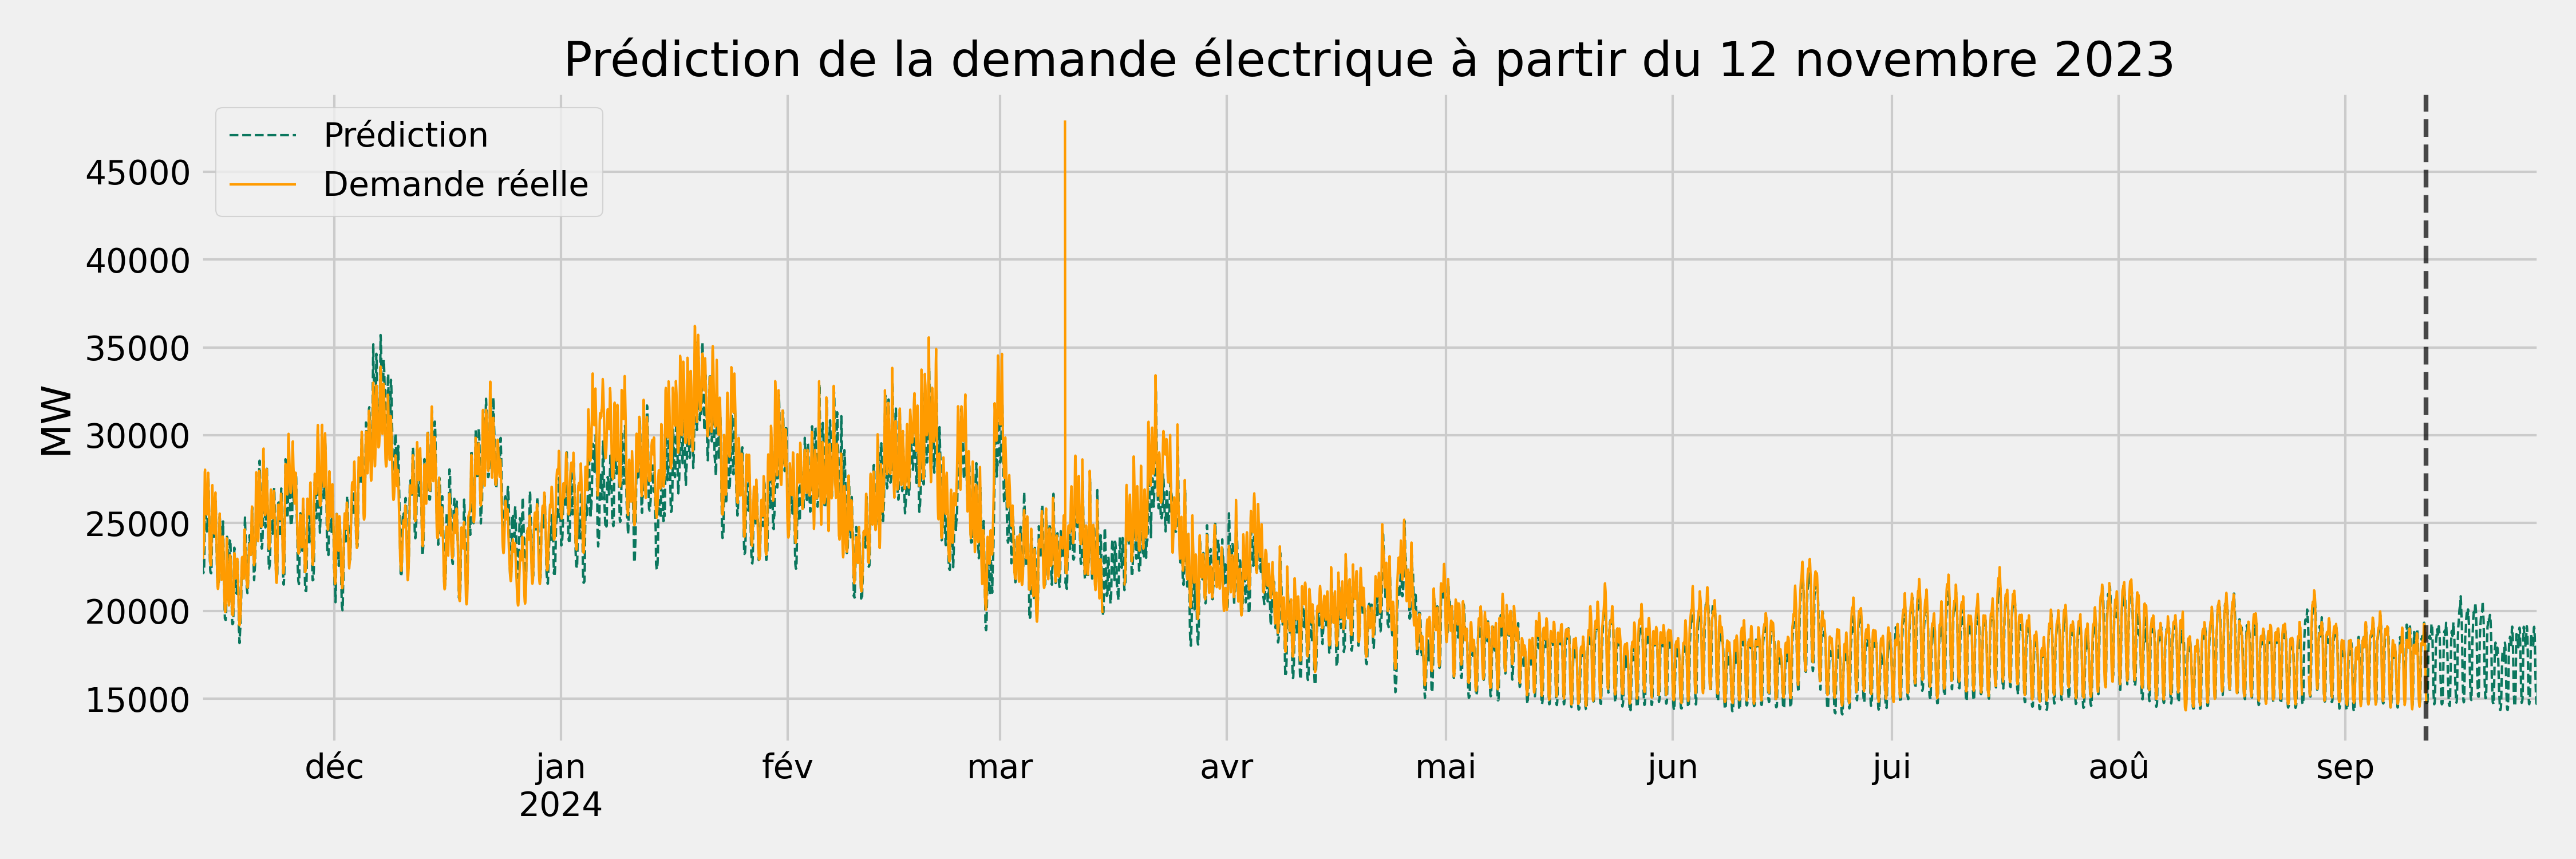 Prédiction de la demande électrique à partir du 12 novembre 2023
Prédiction
Demande réelle
45000
40000
35000
30000
25000
20000
15000
MW
déc jan fév mar avr mai jun jui aoû sep
2024